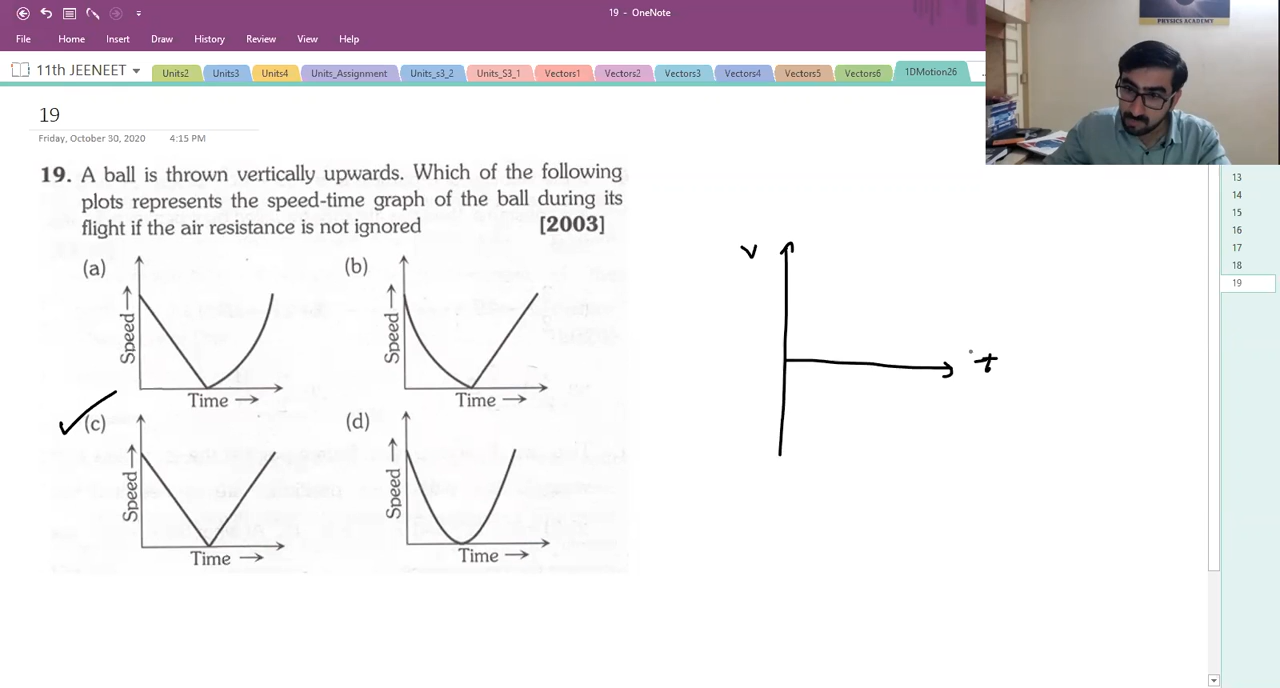 19 - OneNote
File Home Insert Draw History Review View Help
11th JEENEET Units2 Units3 Units4 Units_Assignment Units_s3_2 Units_S3_1 Vectors1 Vectors2 Vectors3 Vectors4 Vectors5 Vectors6 1DMotion26
PHYSICS ACADEMY
19
Friday, October 30, 2020 4:15 PM
19. A ball is thrown vertically upwards. Which of the following
plots represents the speed-time graph of the ball during its
flight if the air resistance is not ignored [2003]
(a) (b)
Speed Speed
Time Time
(c) (d)
Speed Speed
Time Time
v
t
13
14
15
16
17
18
19